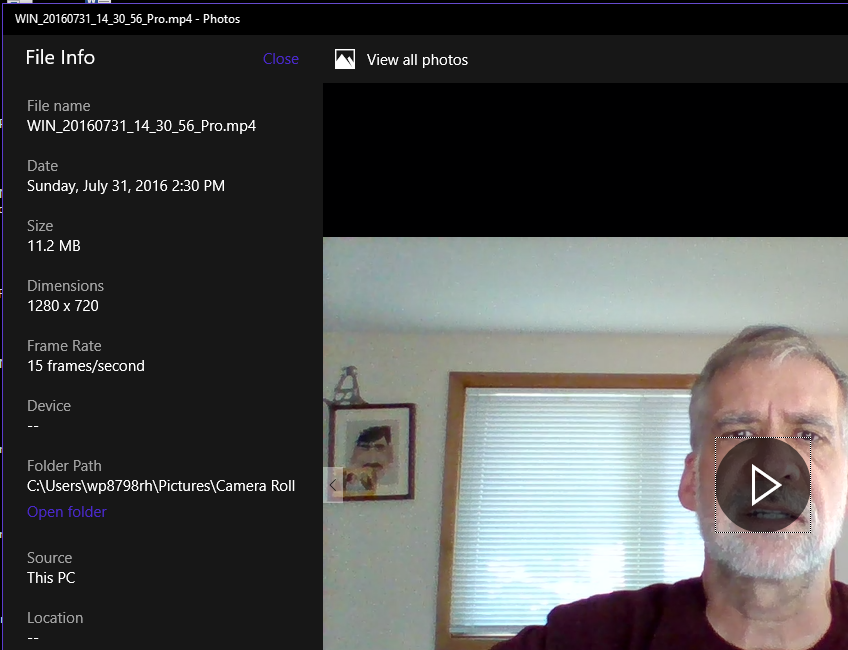 WIN_20160731_14_30_56_Pro.mp4 - Photos
File Info
Close
View all photos
File name
WIN_20160731_14_30_56_Pro.mp4
Date
Sunday, July 31, 2016 2:30 PM
Size
11.2 MB
Dimensions
1280 x 720
Frame Rate
15 frames/second
Device
--
Folder Path
C:\Users\wp8798rh\Pictures\Camera Roll
Open folder
Source
This PC
Location
--